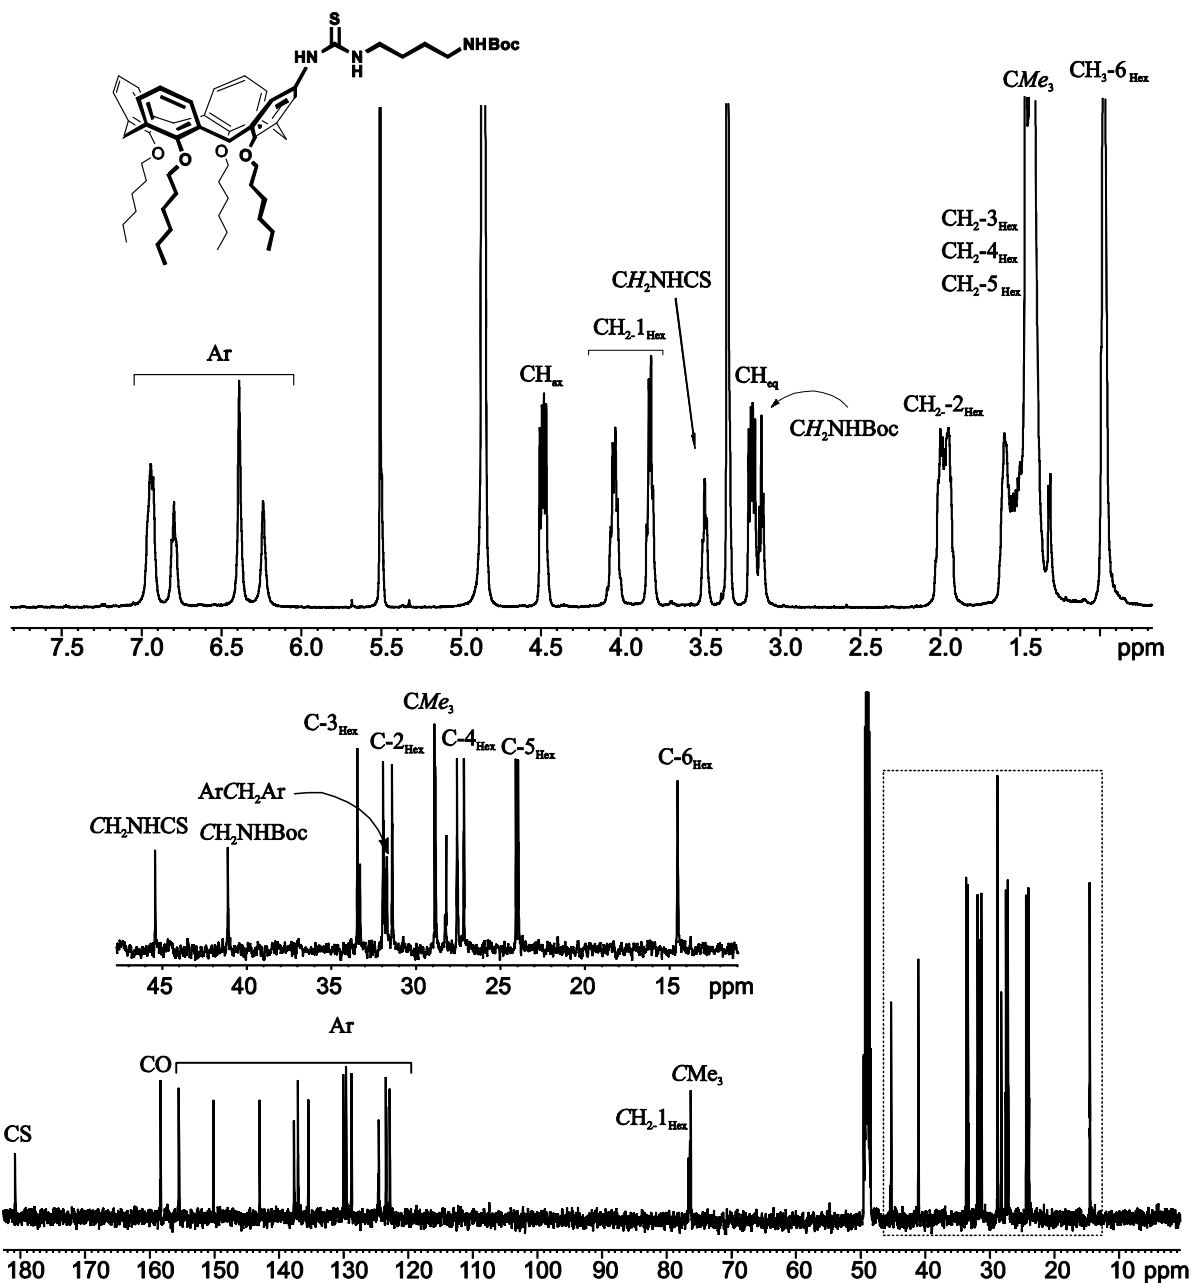 S
HN N H NHBoc
O O O O
CMe3 CH3-6Hex
CH2-3Hex
CH2-4Hex
CH2-5Hex
CH2NHCS
CH2-1Hex
Ar
CHax CHeq
CH2NHBoc
CH2-2Hex
7.5 7.0 6.5 6.0 5.5 5.0 4.5 4.0 3.5 3.0 2.5 2.0 1.5 ppm
CMe3
C-3Hex C-2Hex C-4Hex C-5Hex C-6Hex
ArCH2Ar
CH2NHCS CH2NHBoc
45 40 35 30 25 20 15 ppm
Ar
CO
CMe3
CH2-1Hex
CS
180 170 160 150 140 130 120 110 100 90 80 70 60 50 40 30 20 10 ppm